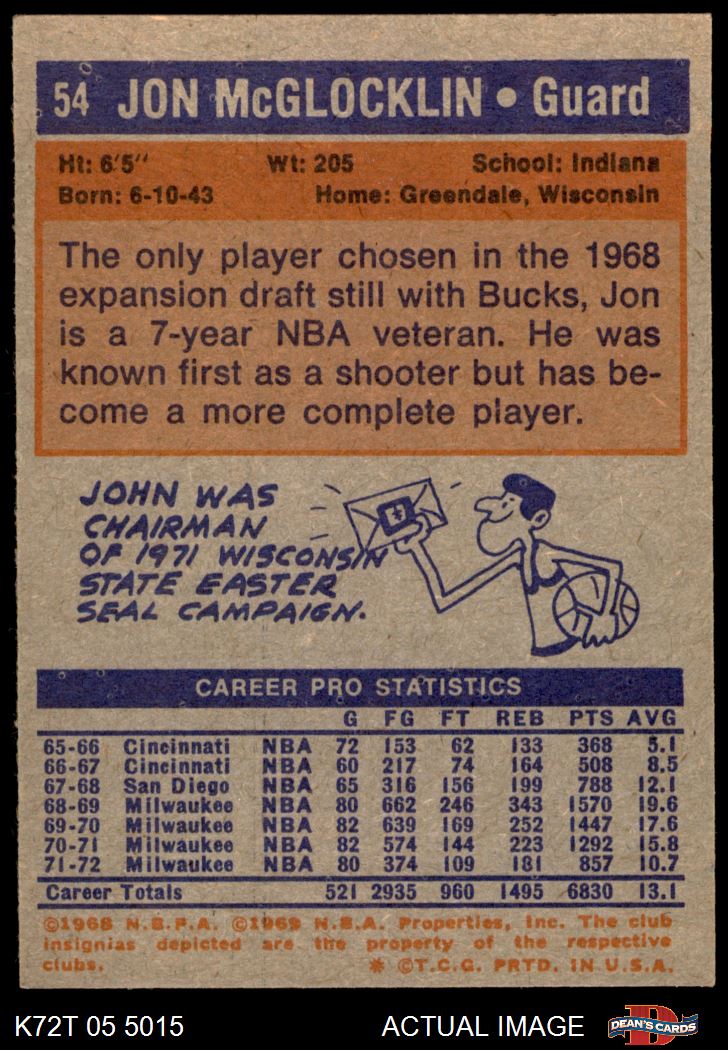 54 JON McGLOCKLIN • Guard
Ht: 6'5" Wt: 205 School: Indiana
Born: 6-10-43 Home: Greendale, Wisconsin
The only player chosen in the 1968
expansion draft still with Bucks, Jon
is a 7-year NBA veteran. He was
known first as a shooter but has be-
come a more complete player.
JOHN WAS
CHAIRMAN
OF 1971 WISCONSIN
STATE EASTER
SEAL CAMPAIGN.
CAREER PRO STATISTICS
G FG FT REB PTS AVG
65-66 Cincinnati NBA 72 153 62 133 368 5.1
66-67 Cincinnati NBA 60 217 74 164 508 8.5
67-68 San Diego NBA 65 316 156 199 788 12.1
68-69 Milwaukee NBA 80 662 246 343 1570 19.6
69-70 Milwaukee NBA 82 639 169 252 1447 17.6
70-71 Milwaukee NBA 82 574 144 223 1292 15.8
71-72 Milwaukee NBA 80 374 109 181 857 10.7
Career Totals 521 2935 960 1495 6830 13.1
©1968 N.B.P.A. ©1969 N.B.A. Properties, Inc. The club
insignias depicted are the property of the respective
clubs. * ©T.C.G. PRTD. IN U.S.A.
K72T 05 5015 ACTUAL IMAGE D DEAN'S CARDS